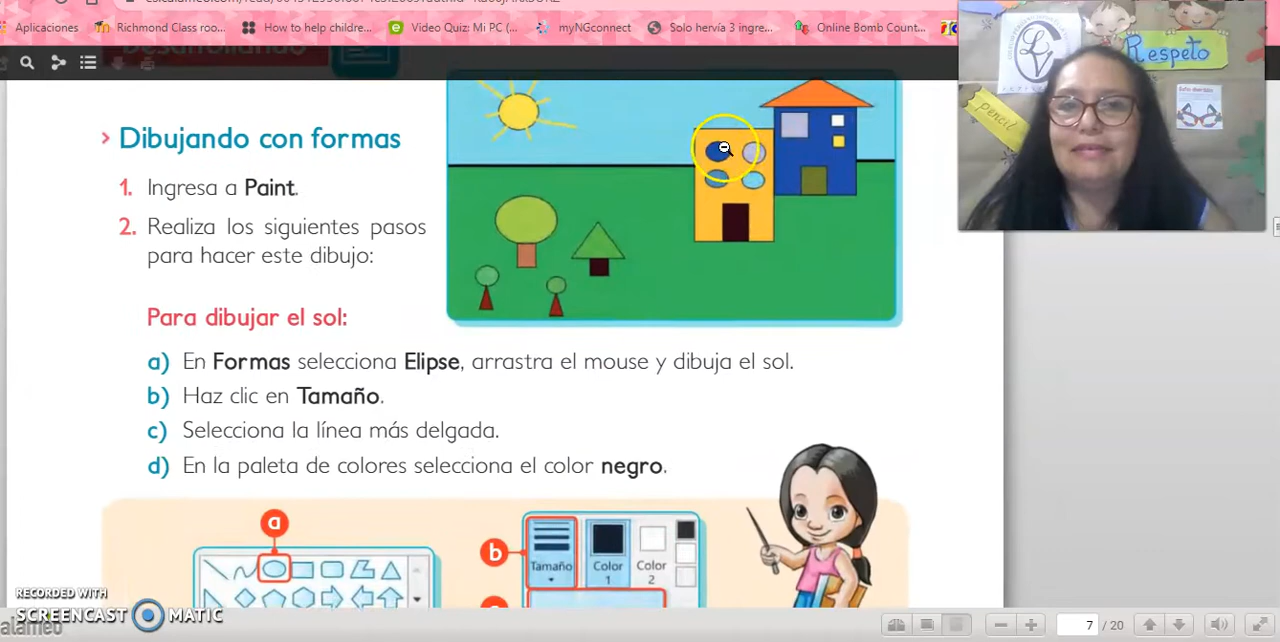 Aplicaciones Richmond Class roo... How to help childre... Video Quiz: Mi PC (... myNGconnect Solo hervía 3 ingre... Online Bomb Count...
Desarrollando
Respeto
pencil
Dibujando con formas
1. Ingresa a Paint.
2. Realiza los siguientes pasos
para hacer este dibujo:
Para dibujar el sol:
a) En Formas selecciona Elipse, arrastra el mouse y dibuja el sol.
b) Haz clic en Tamaño.
c) Selecciona la línea más delgada.
d) En la paleta de colores selecciona el color negro.
a
b
Tamaño
Color
1
Color
2
RECORDED WITH
SCREENCAST MATIC
7 / 20